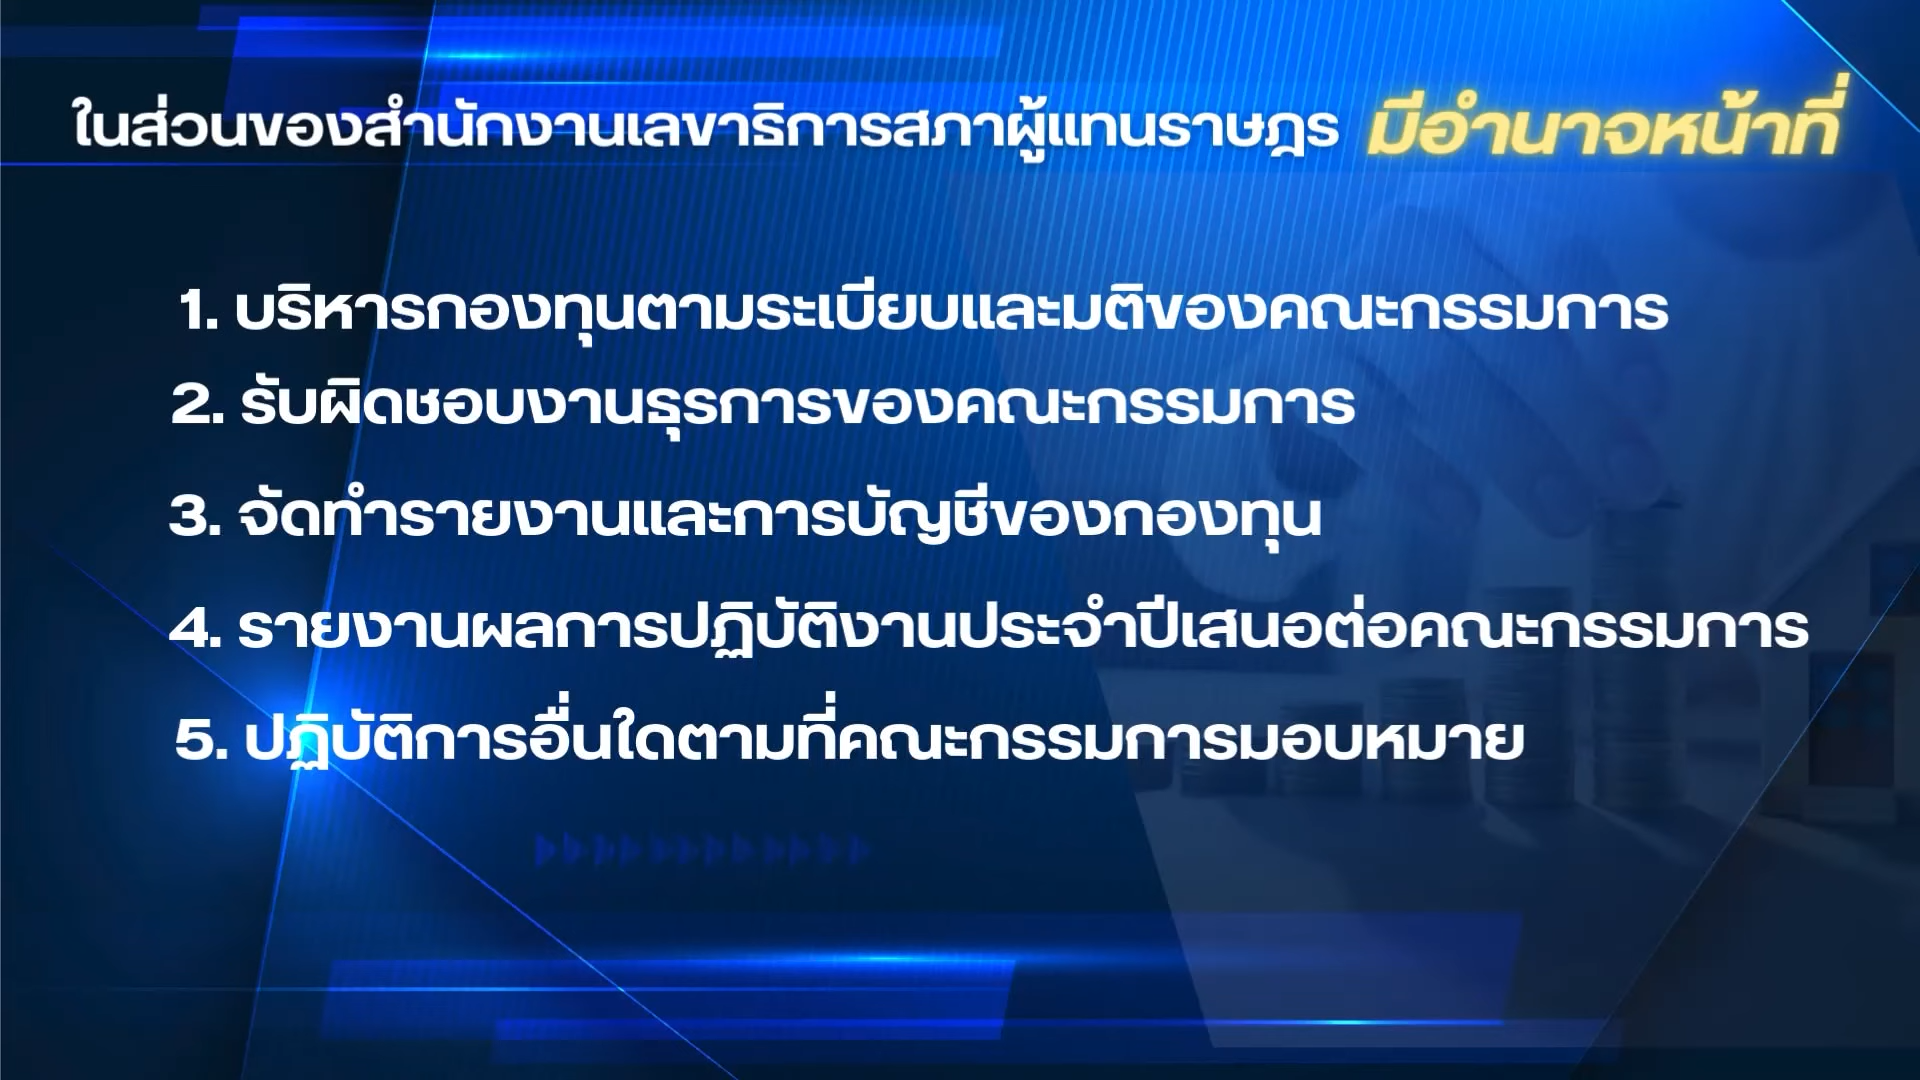 ในส่วนของสำนักงานเลขาธิการสภาผู้แทนราษฎร มีอำนาจหน้าที่
1. บริหารกองทุนตามระเบียบและมติของคณะกรรมการ
2. รับผิดชอบงานธุรการของคณะกรรมการ
3. จัดทำรายงานและการบัญชีของกองทุน
4. รายงานผลการปฏิบัติงานประจำปีเสนอต่อคณะกรรมการ
5. ปฏิบัติการอื่นใดตามที่คณะกรรมการมอบหมาย